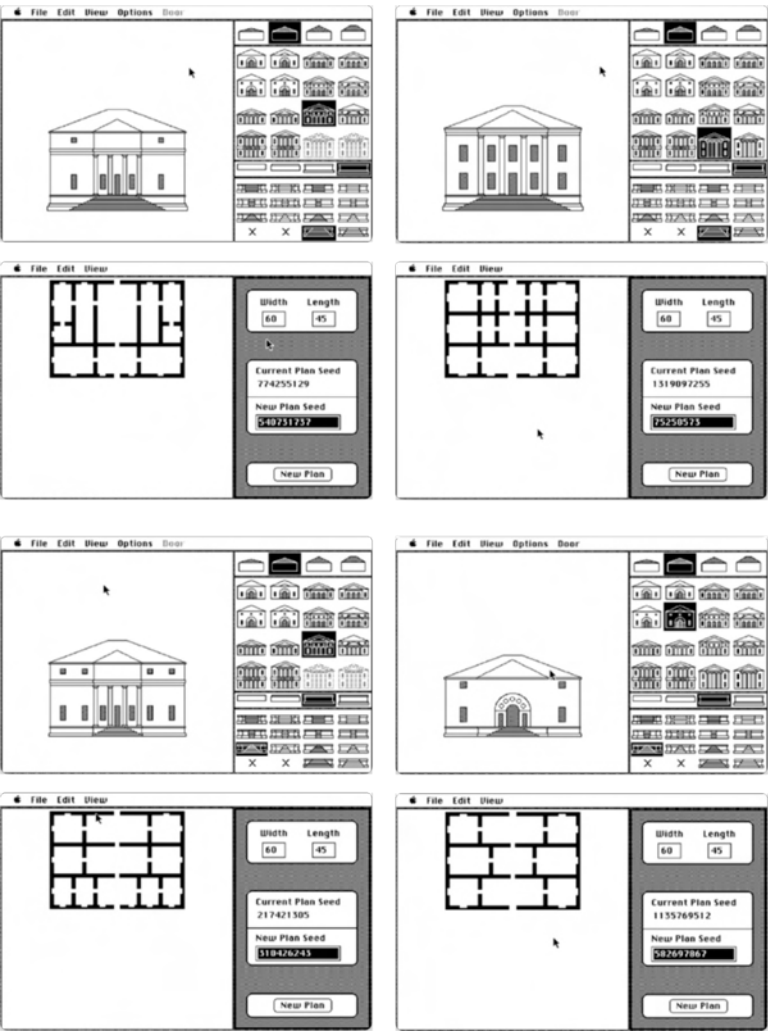 File Edit View Options Door
File Edit View Options Door
File Edit View
Width Length
60 45
Current Plan Seed
774255129
New Plan Seed
540731737
New Plan
File Edit View
Width Length
60 45
Current Plan Seed
1319097255
New Plan Seed
75250573
New Plan
File Edit View Options Door
File Edit View Options Door
File Edit View
Width Length
60 45
Current Plan Seed
217421305
New Plan Seed
310426243
New Plan
File Edit View
Width Length
60 45
Current Plan Seed
1135769512
New Plan Seed
502697067
New Plan